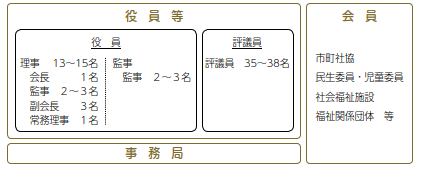 役 員 等
役 員
理事 13〜15名
会長 1名
監事 2〜3名
副会長 3名
常務理事 1名
監事
監事 2〜3名
評議員
評議員 35〜38名
会 員
市町社協
民生委員・児童委員
社会福祉施設
福祉関係団体 等
事 務 局